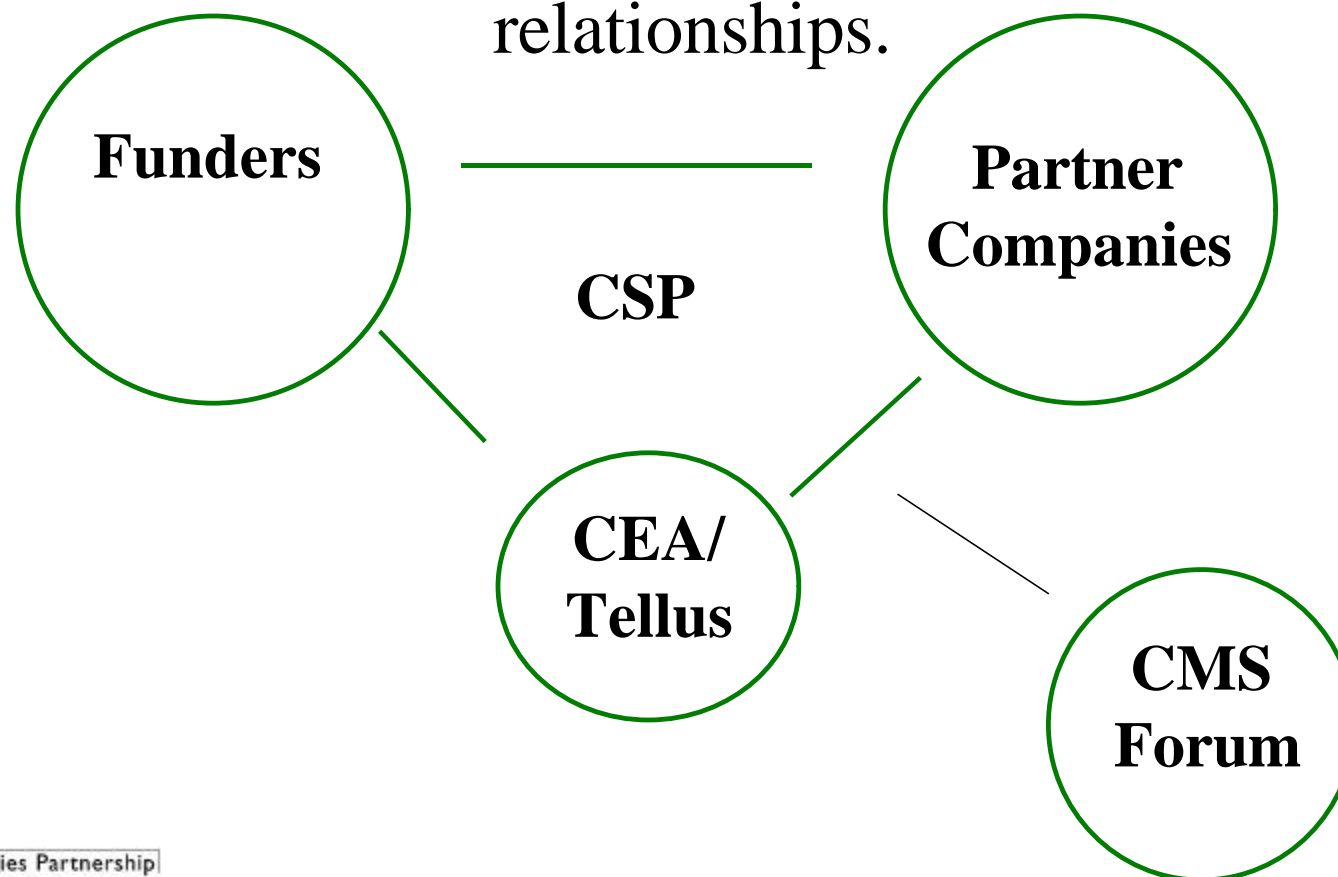 relationships.
Funders
Partner
Companies
CSP
CEA/
Tellus
CMS
Forum
ies Partnership